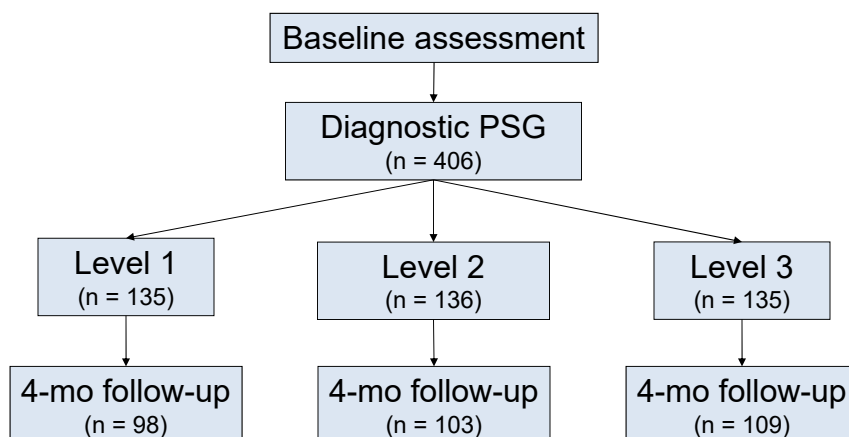 Baseline assessment
Diagnostic PSG
(n = 406)
Level 1
(n = 135)
Level 2
(n = 136)
Level 3
(n = 135)
4-mo follow-up
(n = 98)
4-mo follow-up
(n = 103)
4-mo follow-up
(n = 109)